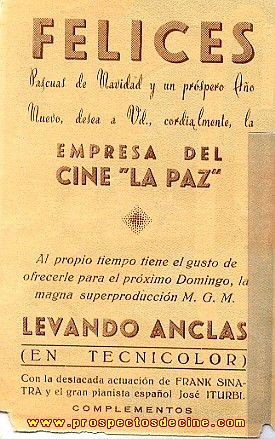 FELICES
Pascuas de Navidad y un próspero Año
Nuevo, desea a Vd., cordialmente, la
EMPRESA DEL
CINE "LA PAZ"
Al propio tiempo tiene el gusto de
ofrecerle para el próximo Domingo, la
magna superproducción M. G. M.
LEVANDO ANCLAS
(EN TECNICOLOR)
Con la destacada actuación de FRANK SINA-
TRA y el gran pianista español José ITURBI.
COMPLEMENTOS
www.prospectosdecine.com